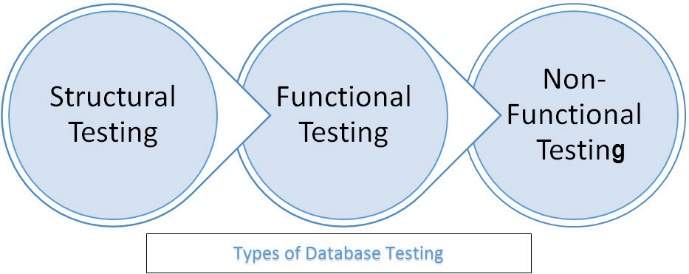 Structural
Testing
Functional
Testing
Non-
Functional
Testing
Types of Database Testing